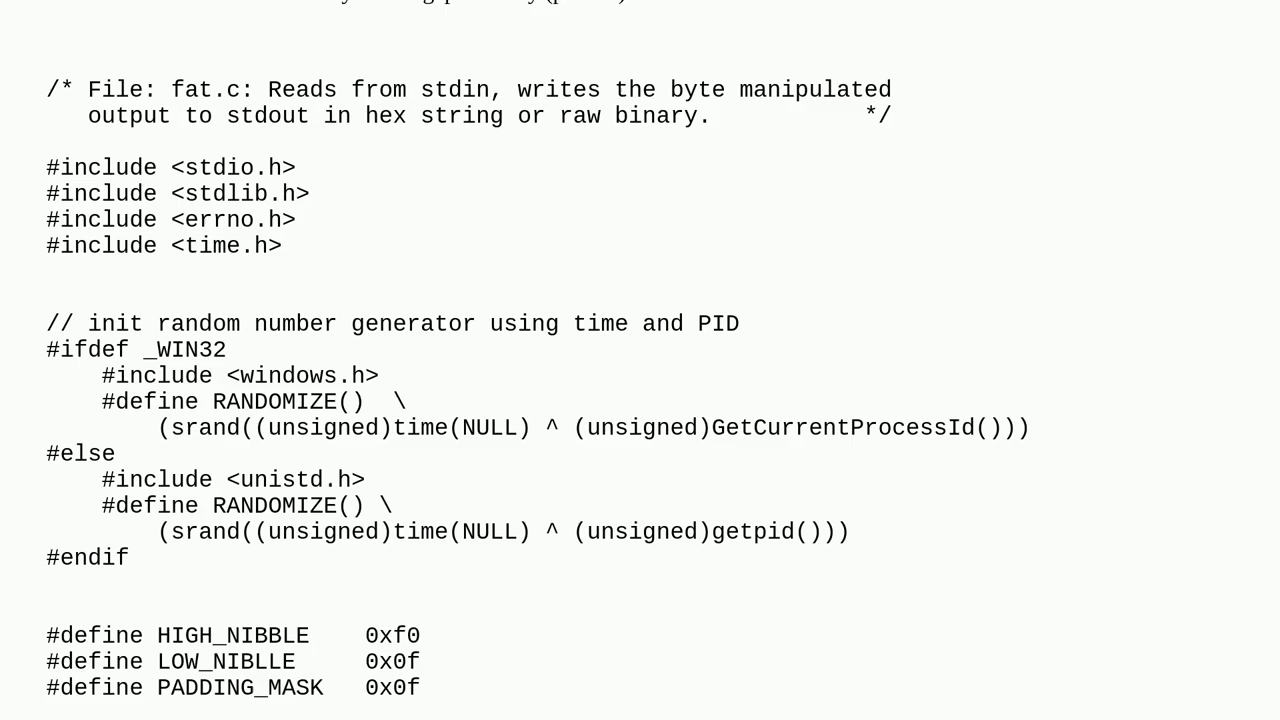 /* File: fat.c: Reads from stdin, writes the byte manipulated
   output to stdout in hex string or raw binary.           */
#include <stdio.h>
#include <stdlib.h>
#include <errno.h>
#include <time.h>
// init random number generator using time and PID
#ifdef _WIN32
    #include <windows.h>
    #define RANDOMIZE()  \
        (srand((unsigned)time(NULL) ^ (unsigned)GetCurrentProcessId()))
#else
    #include <unistd.h>
    #define RANDOMIZE() \
        (srand((unsigned)time(NULL) ^ (unsigned)getpid()))
#endif
#define HIGH_NIBBLE    0xf0
#define LOW_NIBLLE     0x0f
#define PADDING_MASK   0x0f